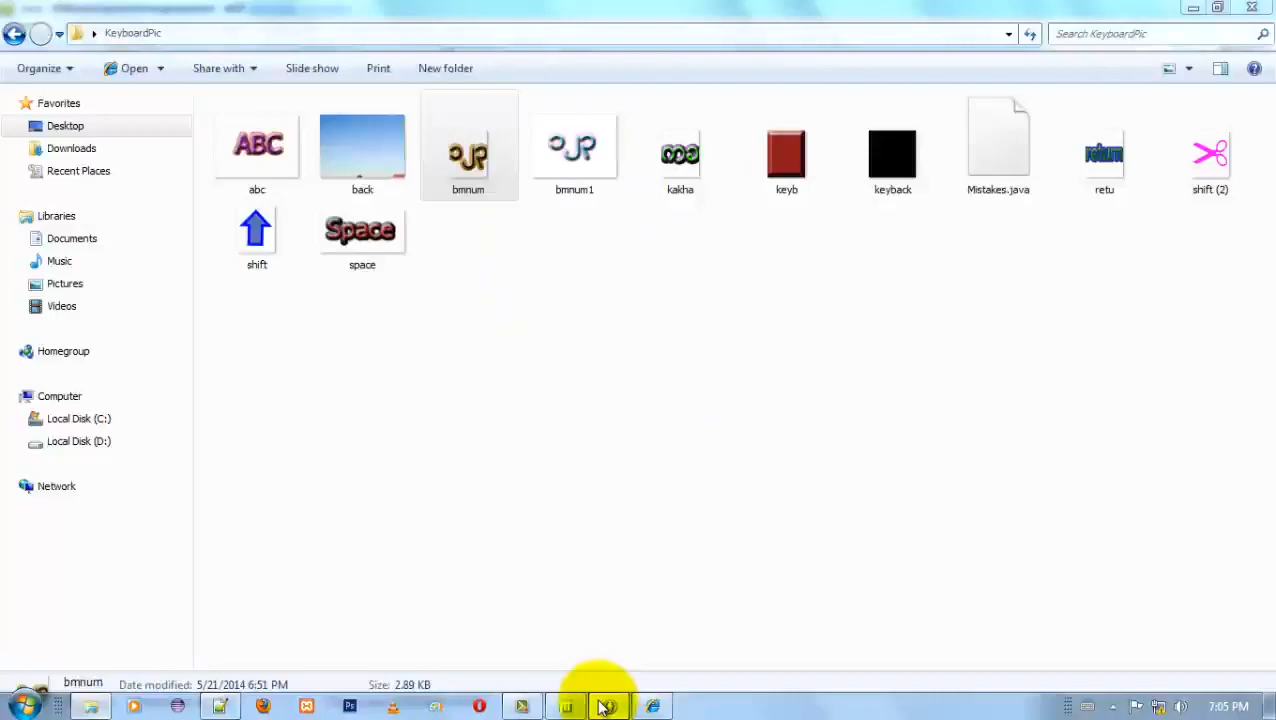 KeyboardPic
Search KeyboardPic
Organize Open Share with Slide show Print New folder
Favorites
Desktop
Downloads
Recent Places
Libraries
Documents
Music
Pictures
Videos
Homegroup
Computer
Local Disk (C:)
Local Disk (D:)
Network
ABC
return
Space
abc back bmnum bmnum1 kakha keyb keyback Mistakes.java retu shift (2)
shift space
bmnum Date modified: 5/21/2014 6:51 PM Size: 2.89 KB
Ps
7:05 PM